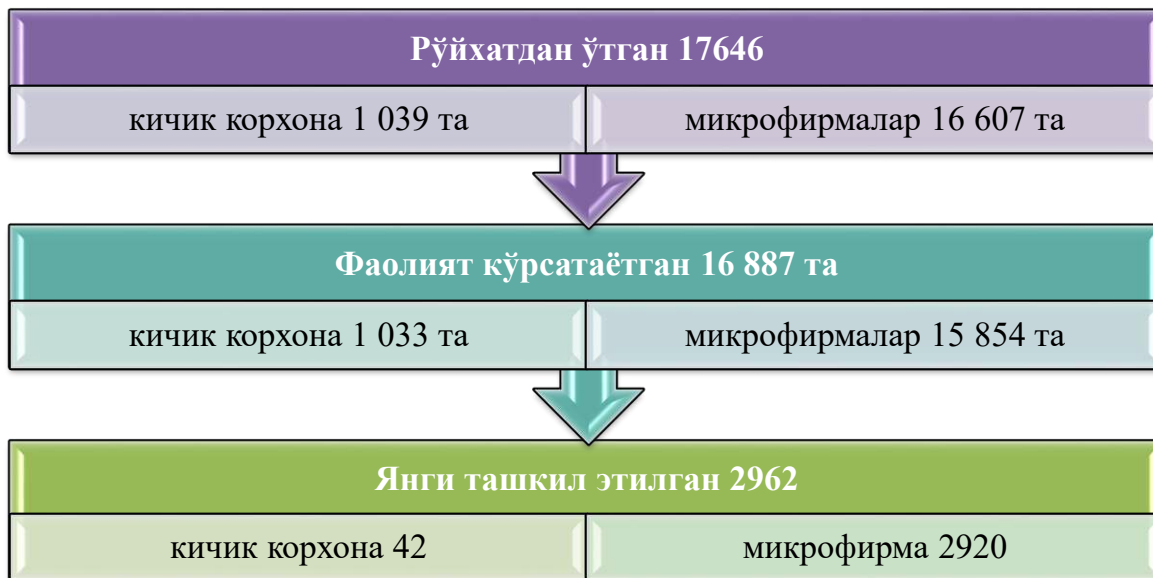 Рўйхатдан ўтган 17646
кичик корхона 1 039 та
микрофирмалар 16 607 та
Фаолият кўрсатаётган 16 887 та
кичик корхона 1 033 та
микрофирмалар 15 854 та
Янги ташкил этилган 2962
кичик корхона 42
микрофирма 2920